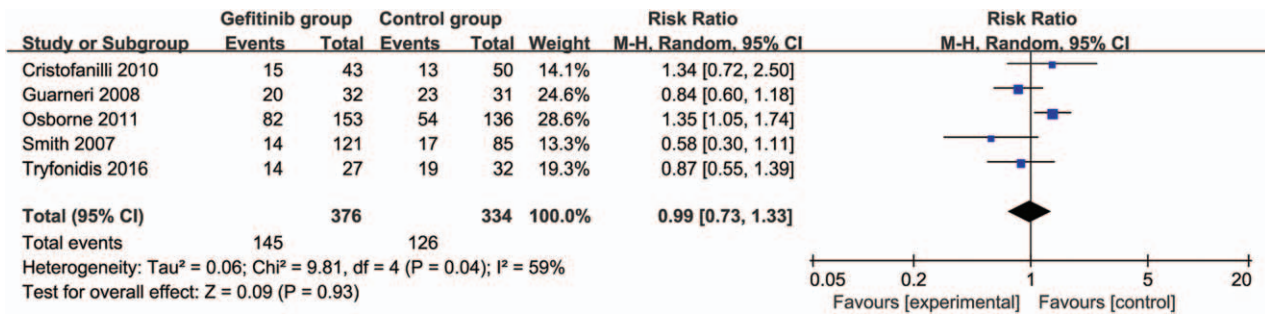 Gefitinib group Control group Risk Ratio Risk Ratio
Study or Subgroup Events Total Events Total Weight M-H, Random, 95% CI M-H, Random, 95% CI
Cristofanilli 2010 15 43 13 50 14.1% 1.34 [0.72, 2.50]
Guarneri 2008 20 32 23 31 24.6% 0.84 [0.60, 1.18]
Osborne 2011 82 153 54 136 28.6% 1.35 [1.05, 1.74]
Smith 2007 14 121 17 85 13.3% 0.58 [0.30, 1.11]
Tryfonidis 2016 14 27 19 32 19.3% 0.87 [0.55, 1.39]
Total (95% CI) 376 334 100.0% 0.99 [0.73, 1.33]
Total events 145 126
Heterogeneity: Tau² = 0.06; Chi² = 9.81, df = 4 (P = 0.04); I² = 59%
Test for overall effect: Z = 0.09 (P = 0.93)
0.05 0.2 1 5 20
Favours [experimental] Favours [control]